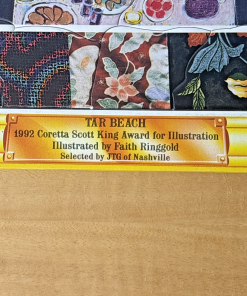 TAR BEACH
1992 Coretta Scott King Award for Illustration
Illustrated by Faith Ringgold
Selected by JTG of Nashville